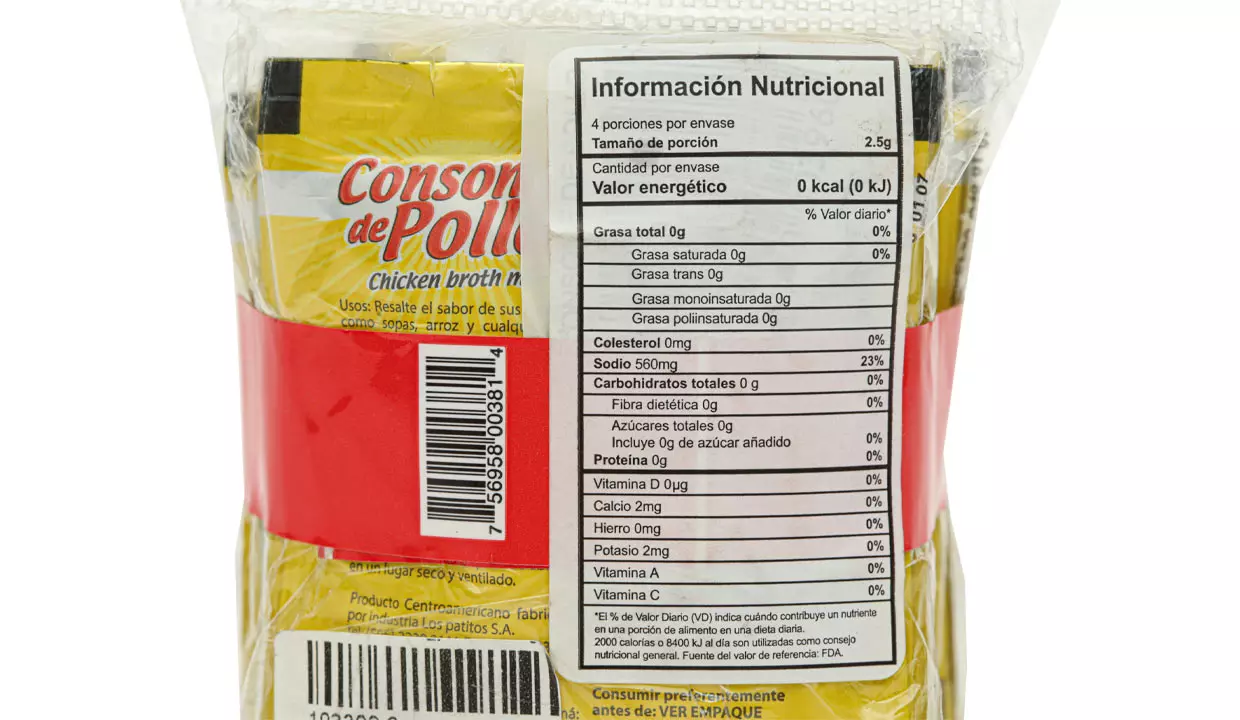 Conson
de Poll
Chicken broth m
Usos: Resalte el sabor de sus
como sopas, arroz y cualqu
7 56958 00381 4
en un lugar seco y ventilado.
Producto Centroamericano fabri
por Industria Los patitos S.A.
Información Nutricional
4 porciones por envase
Tamaño de porción 2.5g
Cantidad por envase
Valor energético 0 kcal (0 kJ)
% Valor diario*
Grasa total 0g 0%
Grasa saturada 0g 0%
Grasa trans 0g
Grasa monoinsaturada 0g
Grasa poliinsaturada 0g
Colesterol 0mg 0%
Sodio 560mg 23%
Carbohidratos totales 0 g 0%
Fibra dietética 0g 0%
Azúcares totales 0g
Incluye 0g de azúcar añadido 0%
Proteína 0g 0%
Vitamina D 0µg 0%
Calcio 2mg 0%
Hierro 0mg 0%
Potasio 2mg 0%
Vitamina A 0%
Vitamina C 0%
*El % de Valor Diario (VD) indica cuándo contribuye un nutriente
en una porción de alimento en una dieta diaria.
2000 calorías o 8400 kJ al día son utilizadas como consejo
nutricional general. Fuente del valor de referencia: FDA.
Consumir preferentemente
ná: antes de: VER EMPAQUE
01 07